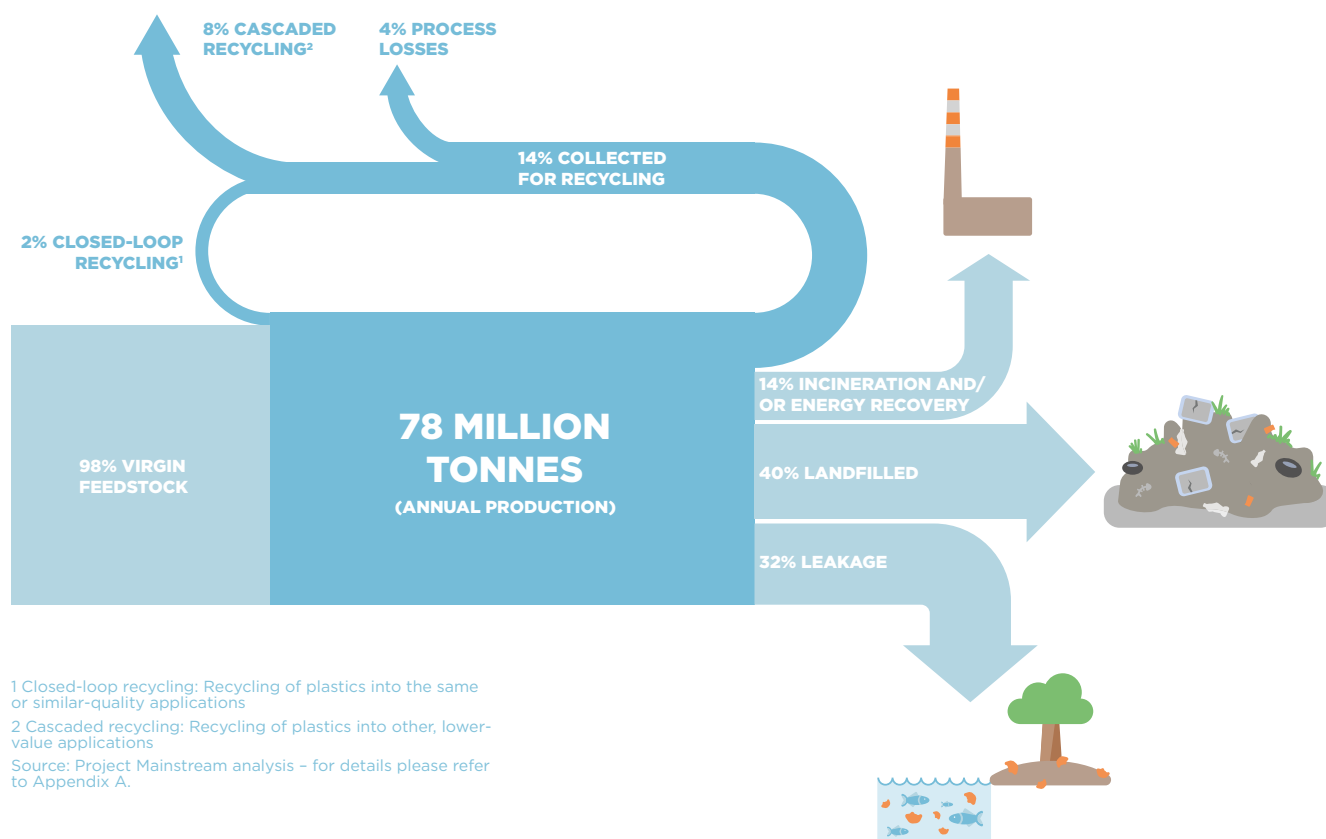 8% CASCADED
RECYCLING²
4% PROCESS
LOSSES
14% COLLECTED
FOR RECYCLING
2% CLOSED-LOOP
RECYCLING¹
98% VIRGIN
FEEDSTOCK
78 MILLION
TONNES
(ANNUAL PRODUCTION)
14% INCINERATION AND/
OR ENERGY RECOVERY
40% LANDFILLED
32% LEAKAGE
1 Closed-loop recycling: Recycling of plastics into the same
or similar-quality applications
2 Cascaded recycling: Recycling of plastics into other, lower-
value applications
Source: Project Mainstream analysis – for details please refer
to Appendix A.